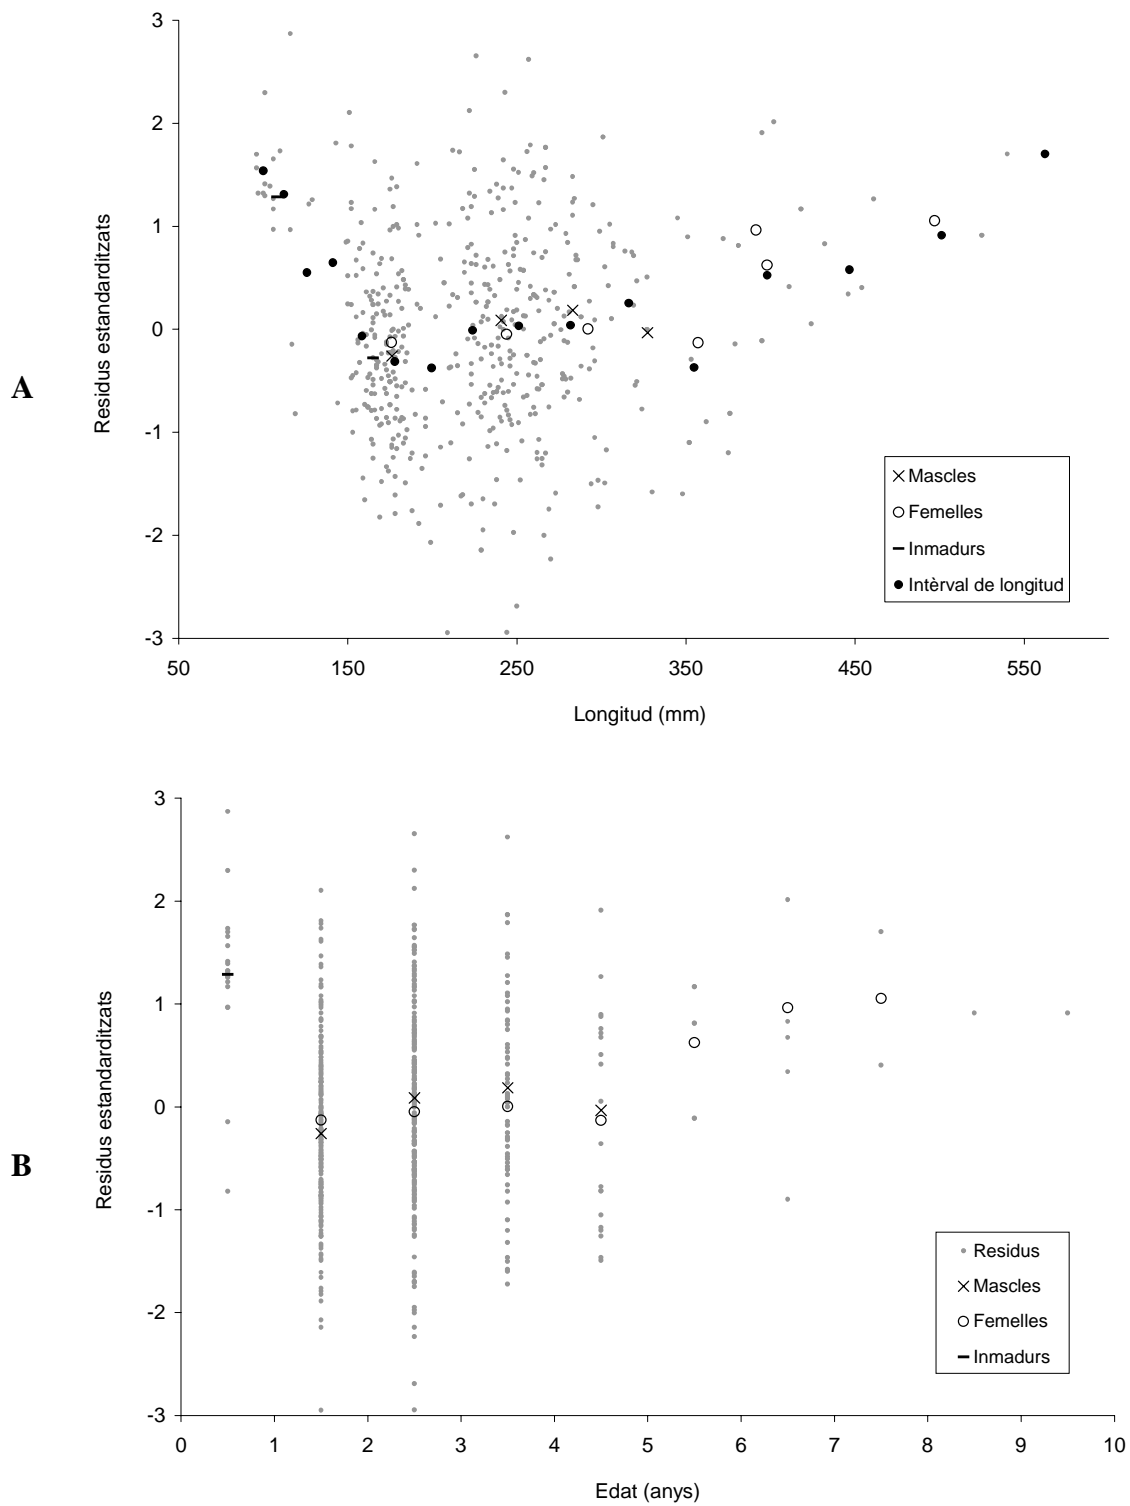 3
2
1
0
-1
-2
-3
Residus estandarditzats
A
50 150 250 350 450 550
Longitud (mm)
Mascles
Femelles
Inmadurs
Intèrval de longitud
3
2
1
0
-1
-2
-3
Residus estandarditzats
B
0 1 2 3 4 5 6 7 8 9 10
Edat (anys)
Residus
Mascles
Femelles
Inmadurs